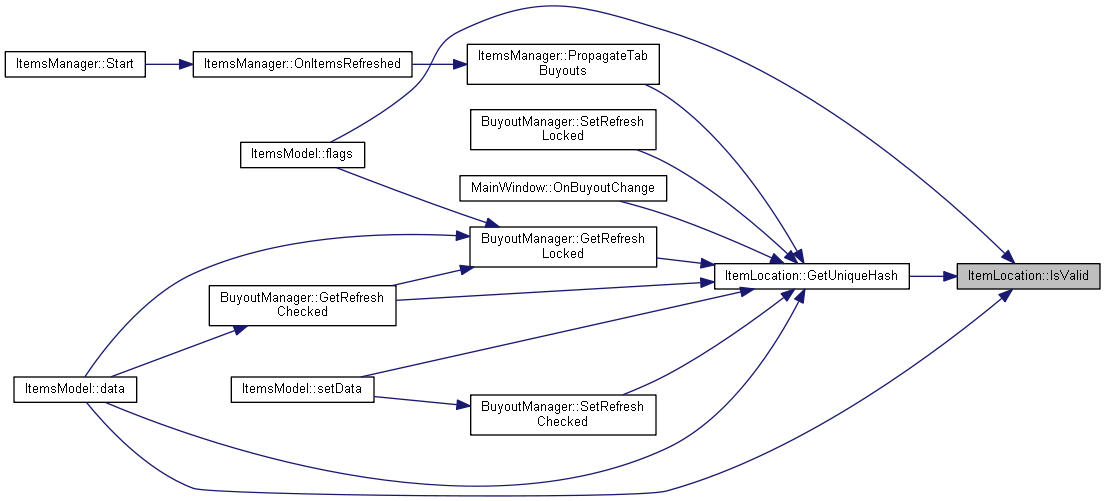 ItemsManager::Start
ItemsManager::OnItemsRefreshed
ItemsManager::PropagateTab
Buyouts
BuyoutManager::SetRefresh
Locked
ItemsModel::flags
MainWindow::OnBuyoutChange
BuyoutManager::GetRefresh
Locked
ItemLocation::GetUniqueHash
ItemLocation::IsValid
BuyoutManager::GetRefresh
Checked
ItemsModel::data
ItemsModel::setData
BuyoutManager::SetRefresh
Checked